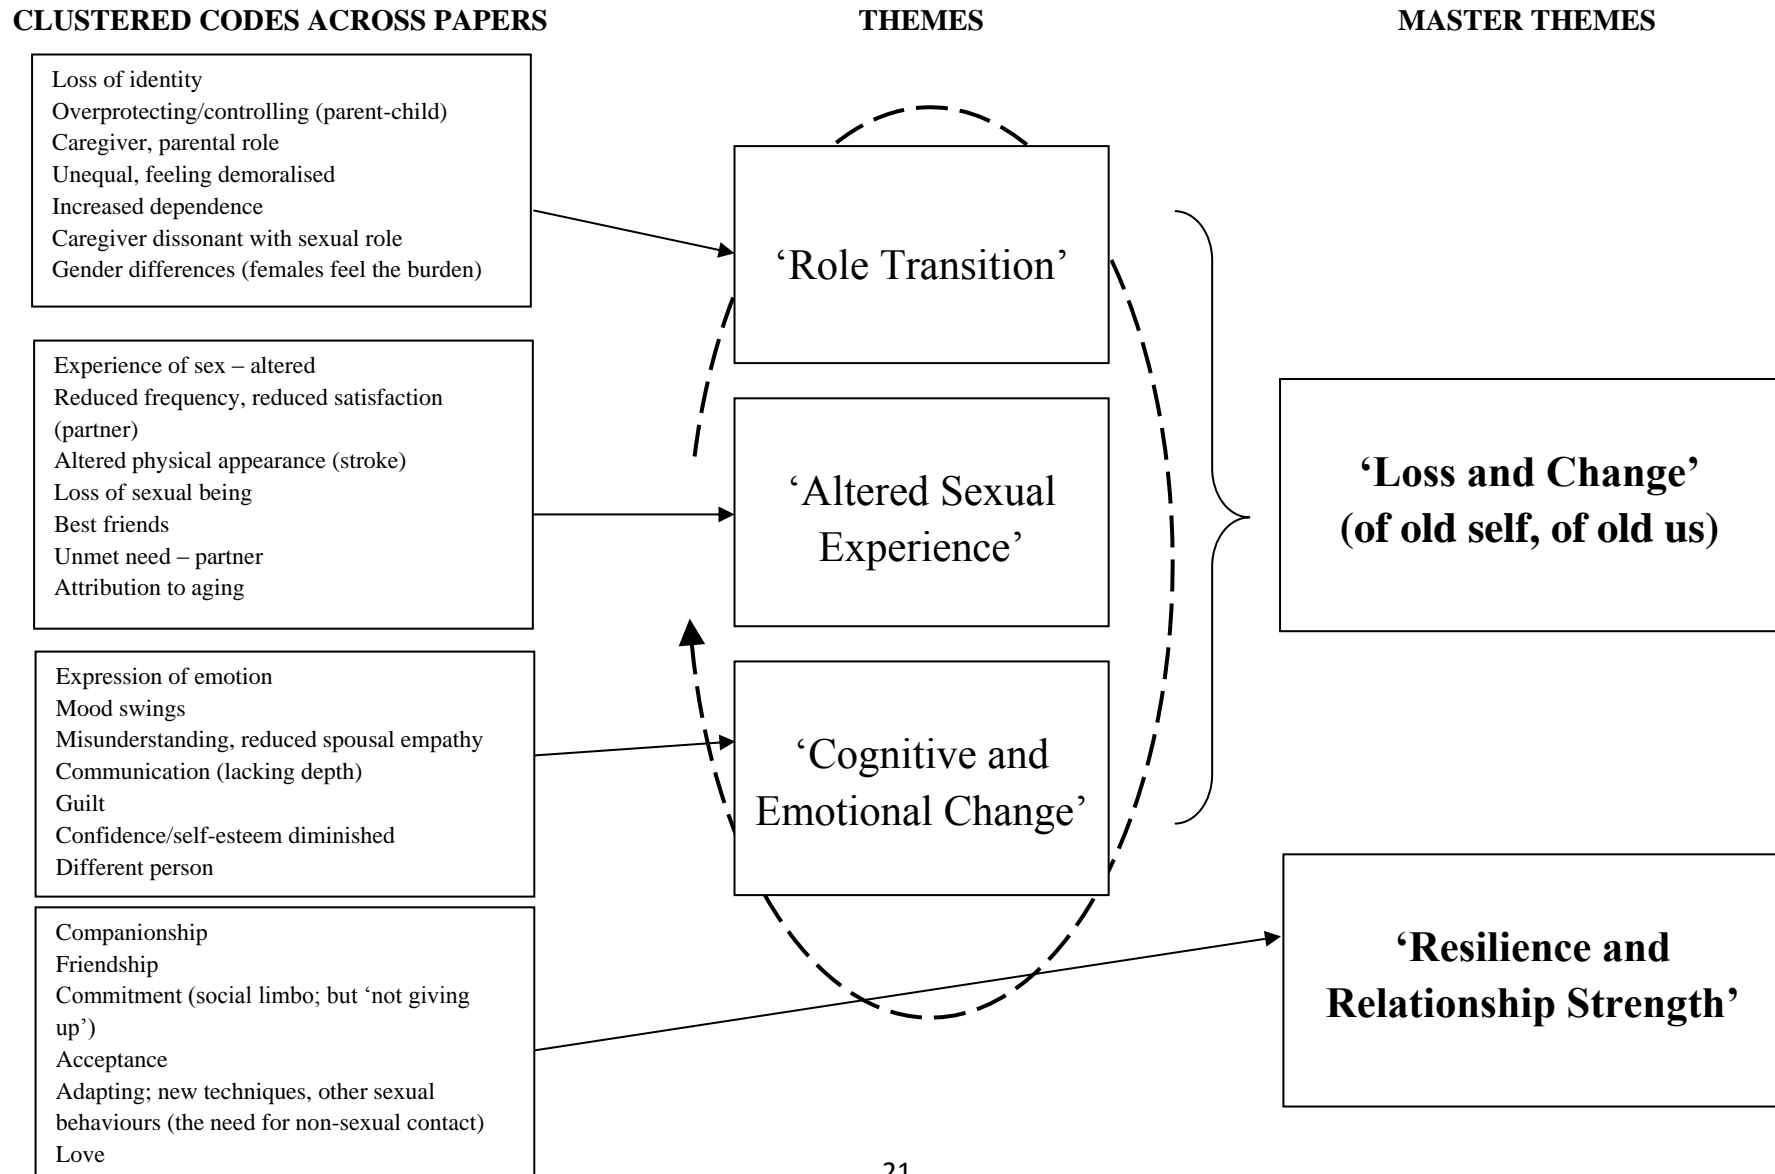 CLUSTERED CODES ACROSS PAPERS
THEMES
MASTER THEMES
Loss of identity
Overprotecting/controlling (parent-child)
Caregiver, parental role
Unequal, feeling demoralised
Increased dependence
Caregiver dissonant with sexual role
Gender differences (females feel the burden)
Experience of sex – altered
Reduced frequency, reduced satisfaction
(partner)
Altered physical appearance (stroke)
Loss of sexual being
Best friends
Unmet need – partner
Attribution to aging
Expression of emotion
Mood swings
Misunderstanding, reduced spousal empathy
Communication (lacking depth)
Guilt
Confidence/self-esteem diminished
Different person
Companionship
Friendship
Commitment (social limbo; but ‘not giving
up’)
Acceptance
Adapting; new techniques, other sexual
behaviours (the need for non-sexual contact)
Love
‘Role Transition’
‘Altered Sexual
Experience’
‘Cognitive and
Emotional Change’
‘Loss and Change’
(of old self, of old us)
‘Resilience and
Relationship Strength’
21